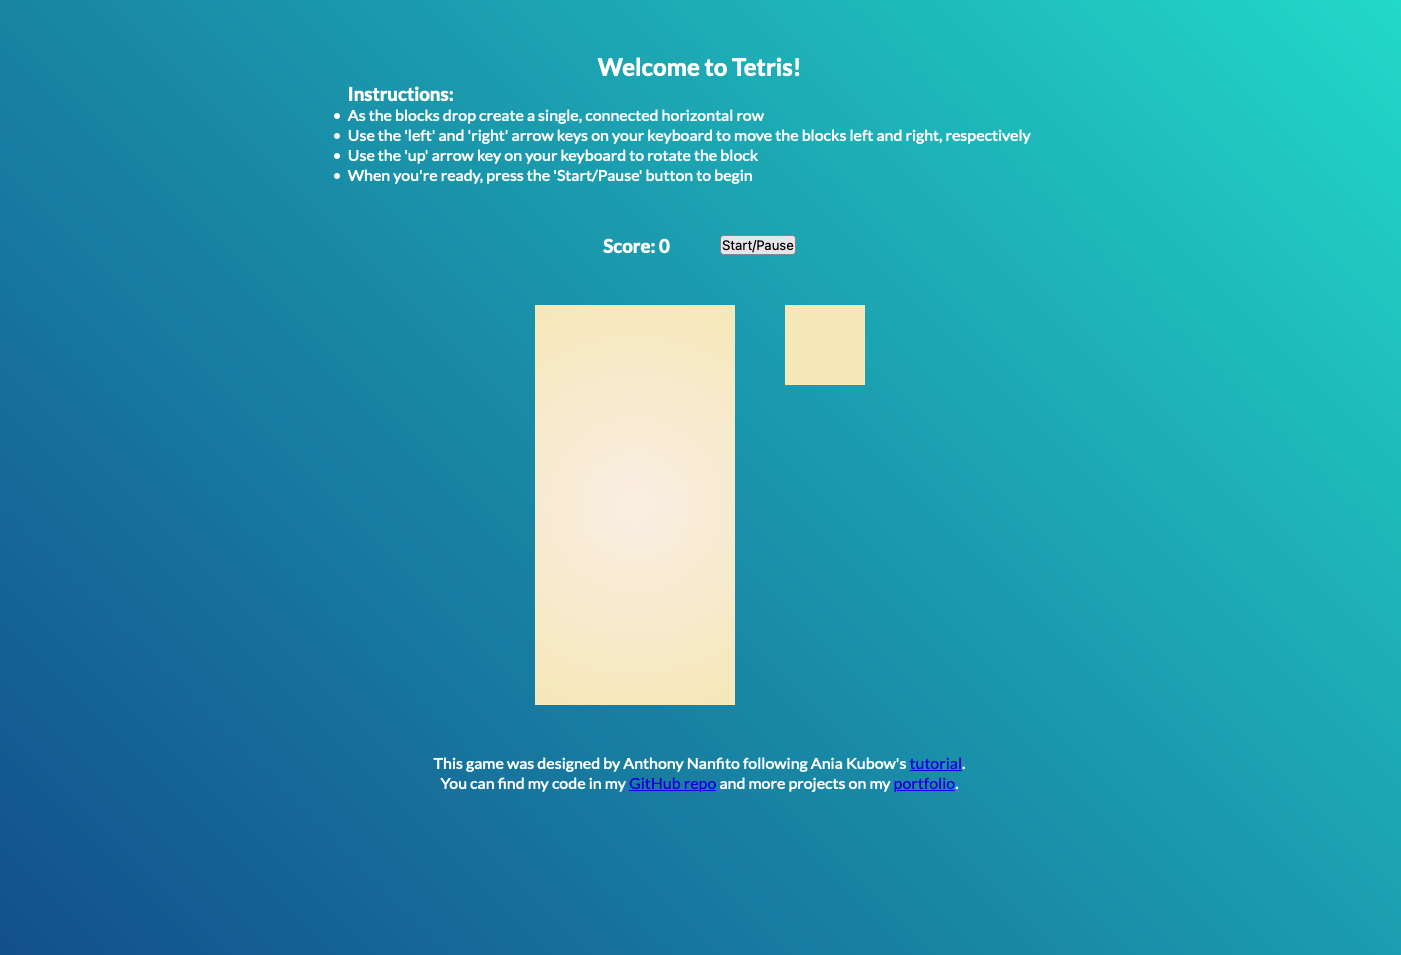 Welcome to Tetris!
Instructions:
As the blocks drop create a single, connected horizontal row
Use the 'left' and 'right' arrow keys on your keyboard to move the blocks left and right, respectively
Use the 'up' arrow key on your keyboard to rotate the block
When you're ready, press the 'Start/Pause' button to begin
Score: 0
Start/Pause
This game was designed by Anthony Nanfito following Ania Kubow's tutorial.
You can find my code in my GitHub repo and more projects on my portfolio.